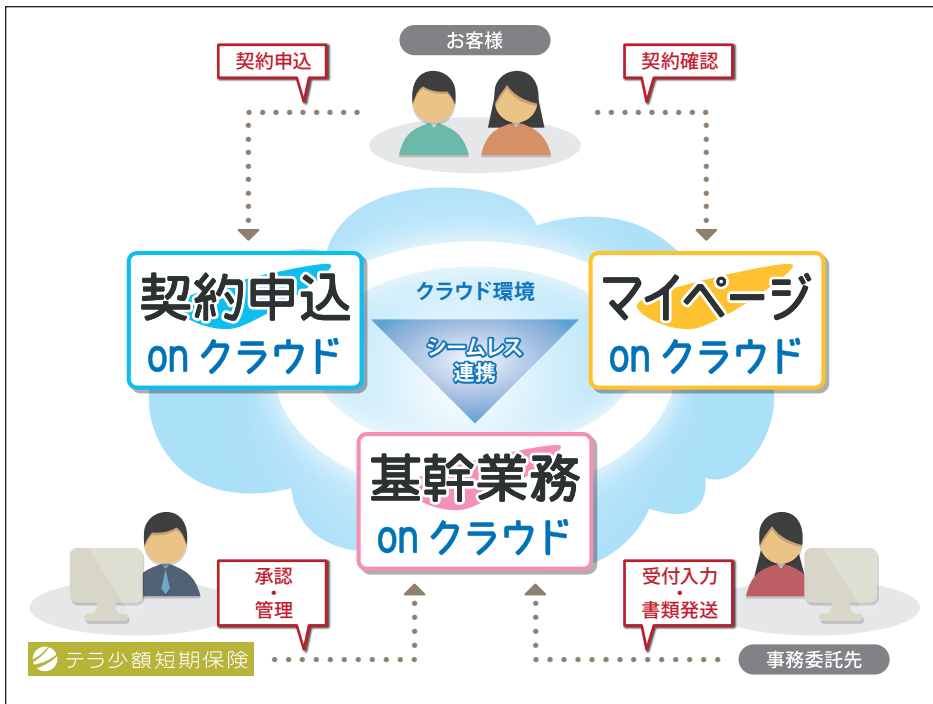 お客様
契約申込
契約確認
契約申込
on クラウド
クラウド環境
シームレス
連携
マイページ
on クラウド
基幹業務
on クラウド
承認
・
管理
受付入力
・
書類発送
テラ少額短期保険
事務委託先